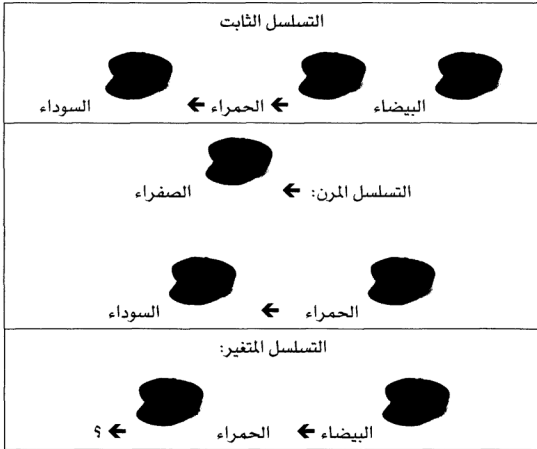 التسلسل الثابت
البيضاء ← الحمراء ← السوداء
التسلسل المرن: ← الصفراء
الحمراء ← السوداء
التسلسل المتغير:
البيضاء ← الحمراء ← ؟